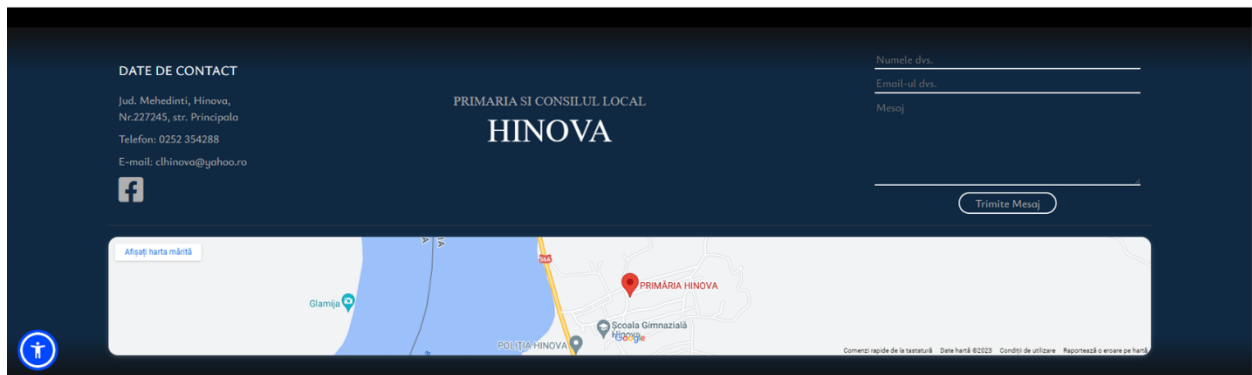 DATE DE CONTACT
Jud. Mehedinti, Hinova,
Nr.227245, str. Principala
Telefon: 0252 354288
E-mail: clhinova@yahoo.ro
PRIMARIA SI CONSILUL LOCAL
HINOVA
Numele dvs.
Email-ul dvs.
Mesaj
Trimite Mesaj
Afișați harta mărită
56A
PRIMĂRIA HINOVA
Glamija
Școala Gimnazială
Hinova
Google
POLIȚIA HINOVA
Comenzi rapide de la tastatură Date hartă ©2023 Condiții de utilizare Raportează o eroare pe hartă